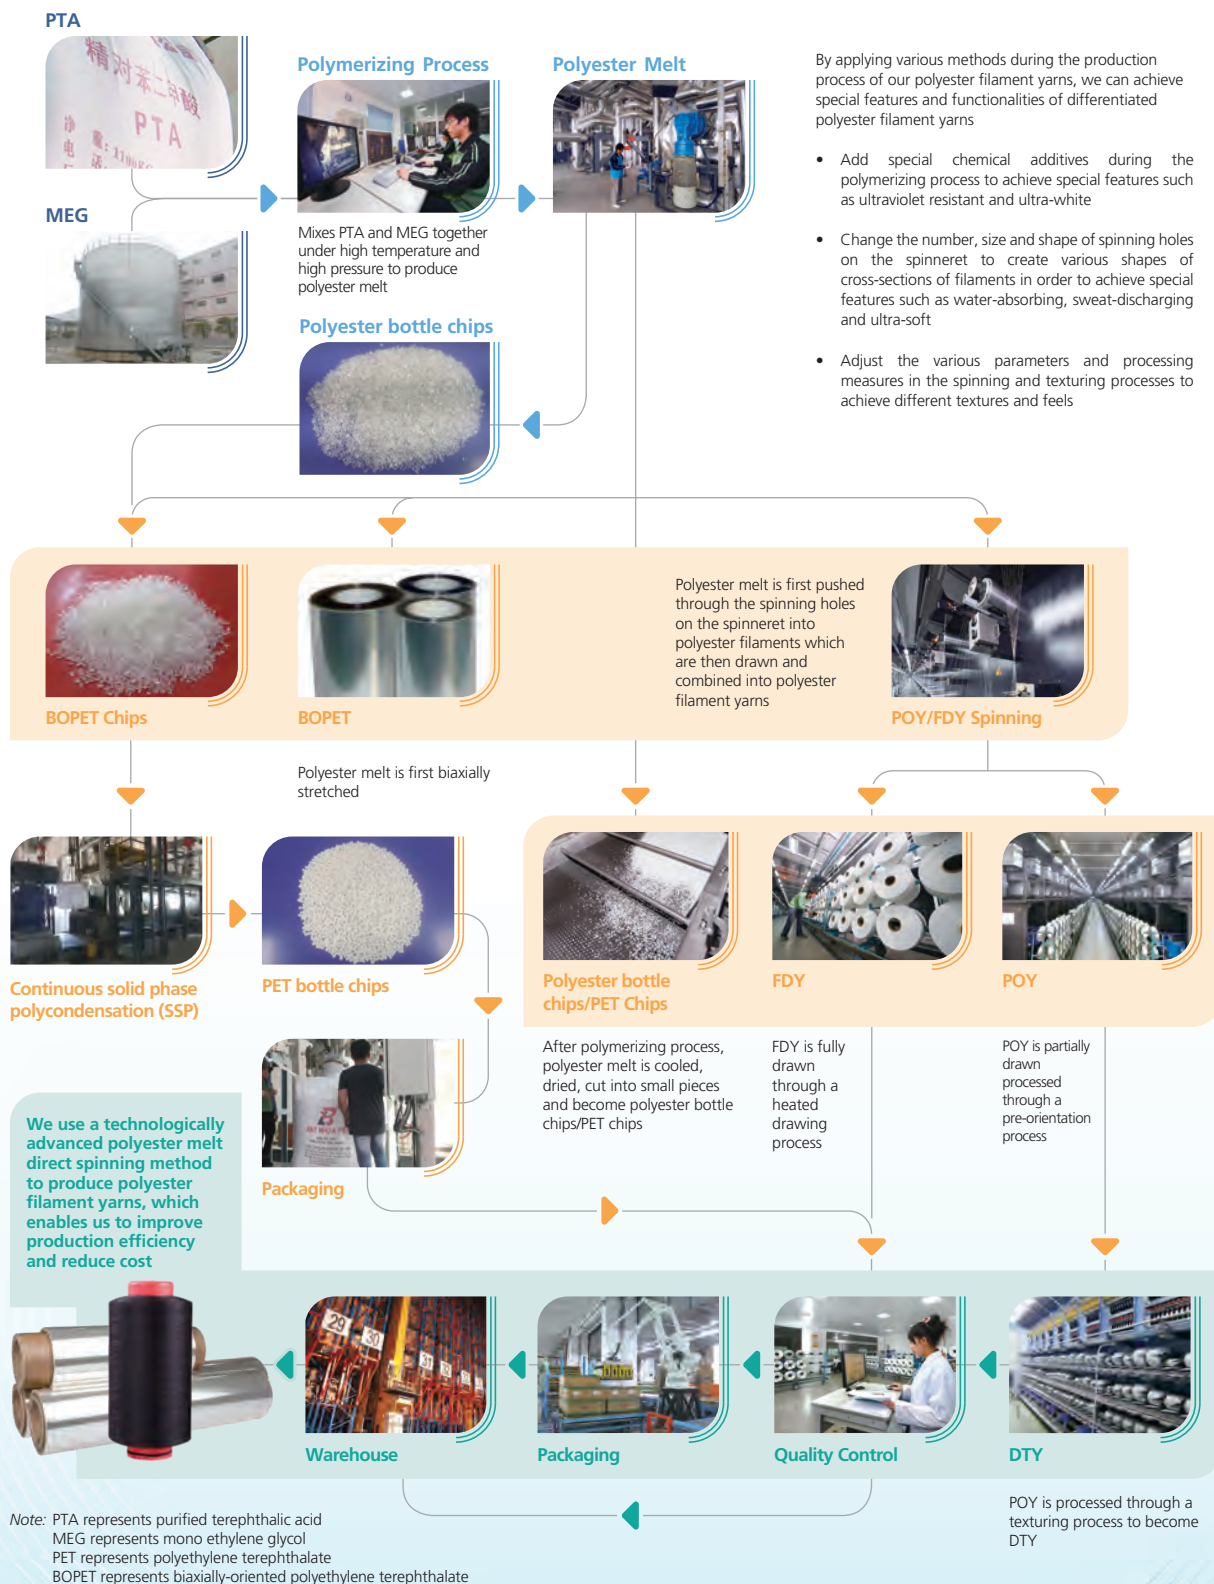 PTA
精对苯二甲酸
PTA
MEG
Polymerizing Process
Mixes PTA and MEG together
under high temperature and
high pressure to produce
polyester melt
Polyester Melt
By applying various methods during the production
process of our polyester filament yarns, we can achieve
special features and functionalities of differentiated
polyester filament yarns
• Add special chemical additives during the
polymerizing process to achieve special features such
as ultraviolet resistant and ultra-white
• Change the number, size and shape of spinning holes
on the spinneret to create various shapes of
cross-sections of filaments in order to achieve special
features such as water-absorbing, sweat-discharging
and ultra-soft
• Adjust the various parameters and processing
measures in the spinning and texturing processes to
achieve different textures and feels
Polyester bottle chips
BOPET Chips
BOPET
Polyester melt is first pushed
through the spinning holes
on the spinneret into
polyester filaments which
are then drawn and
combined into polyester
filament yarns
POY/FDY Spinning
Polyester melt is first biaxially
stretched
Continuous solid phase
polycondensation (SSP)
PET bottle chips
Polyester bottle
chips/PET Chips
After polymerizing process,
polyester melt is cooled,
dried, cut into small pieces
and become polyester bottle
chips/PET chips
FDY
FDY is fully
drawn
through a
heated
drawing
process
POY
POY is partially
drawn
processed
through a
pre-orientation
process
Packaging
We use a technologically
advanced polyester melt
direct spinning method
to produce polyester
filament yarns, which
enables us to improve
production efficiency
and reduce cost
29
30
31
Warehouse
Packaging
Quality Control
DTY
POY is processed through a
texturing process to become
DTY
Note: PTA represents purified terephthalic acid
MEG represents mono ethylene glycol
PET represents polyethylene terephthalate
BOPET represents biaxially-oriented polyethylene terephthalate